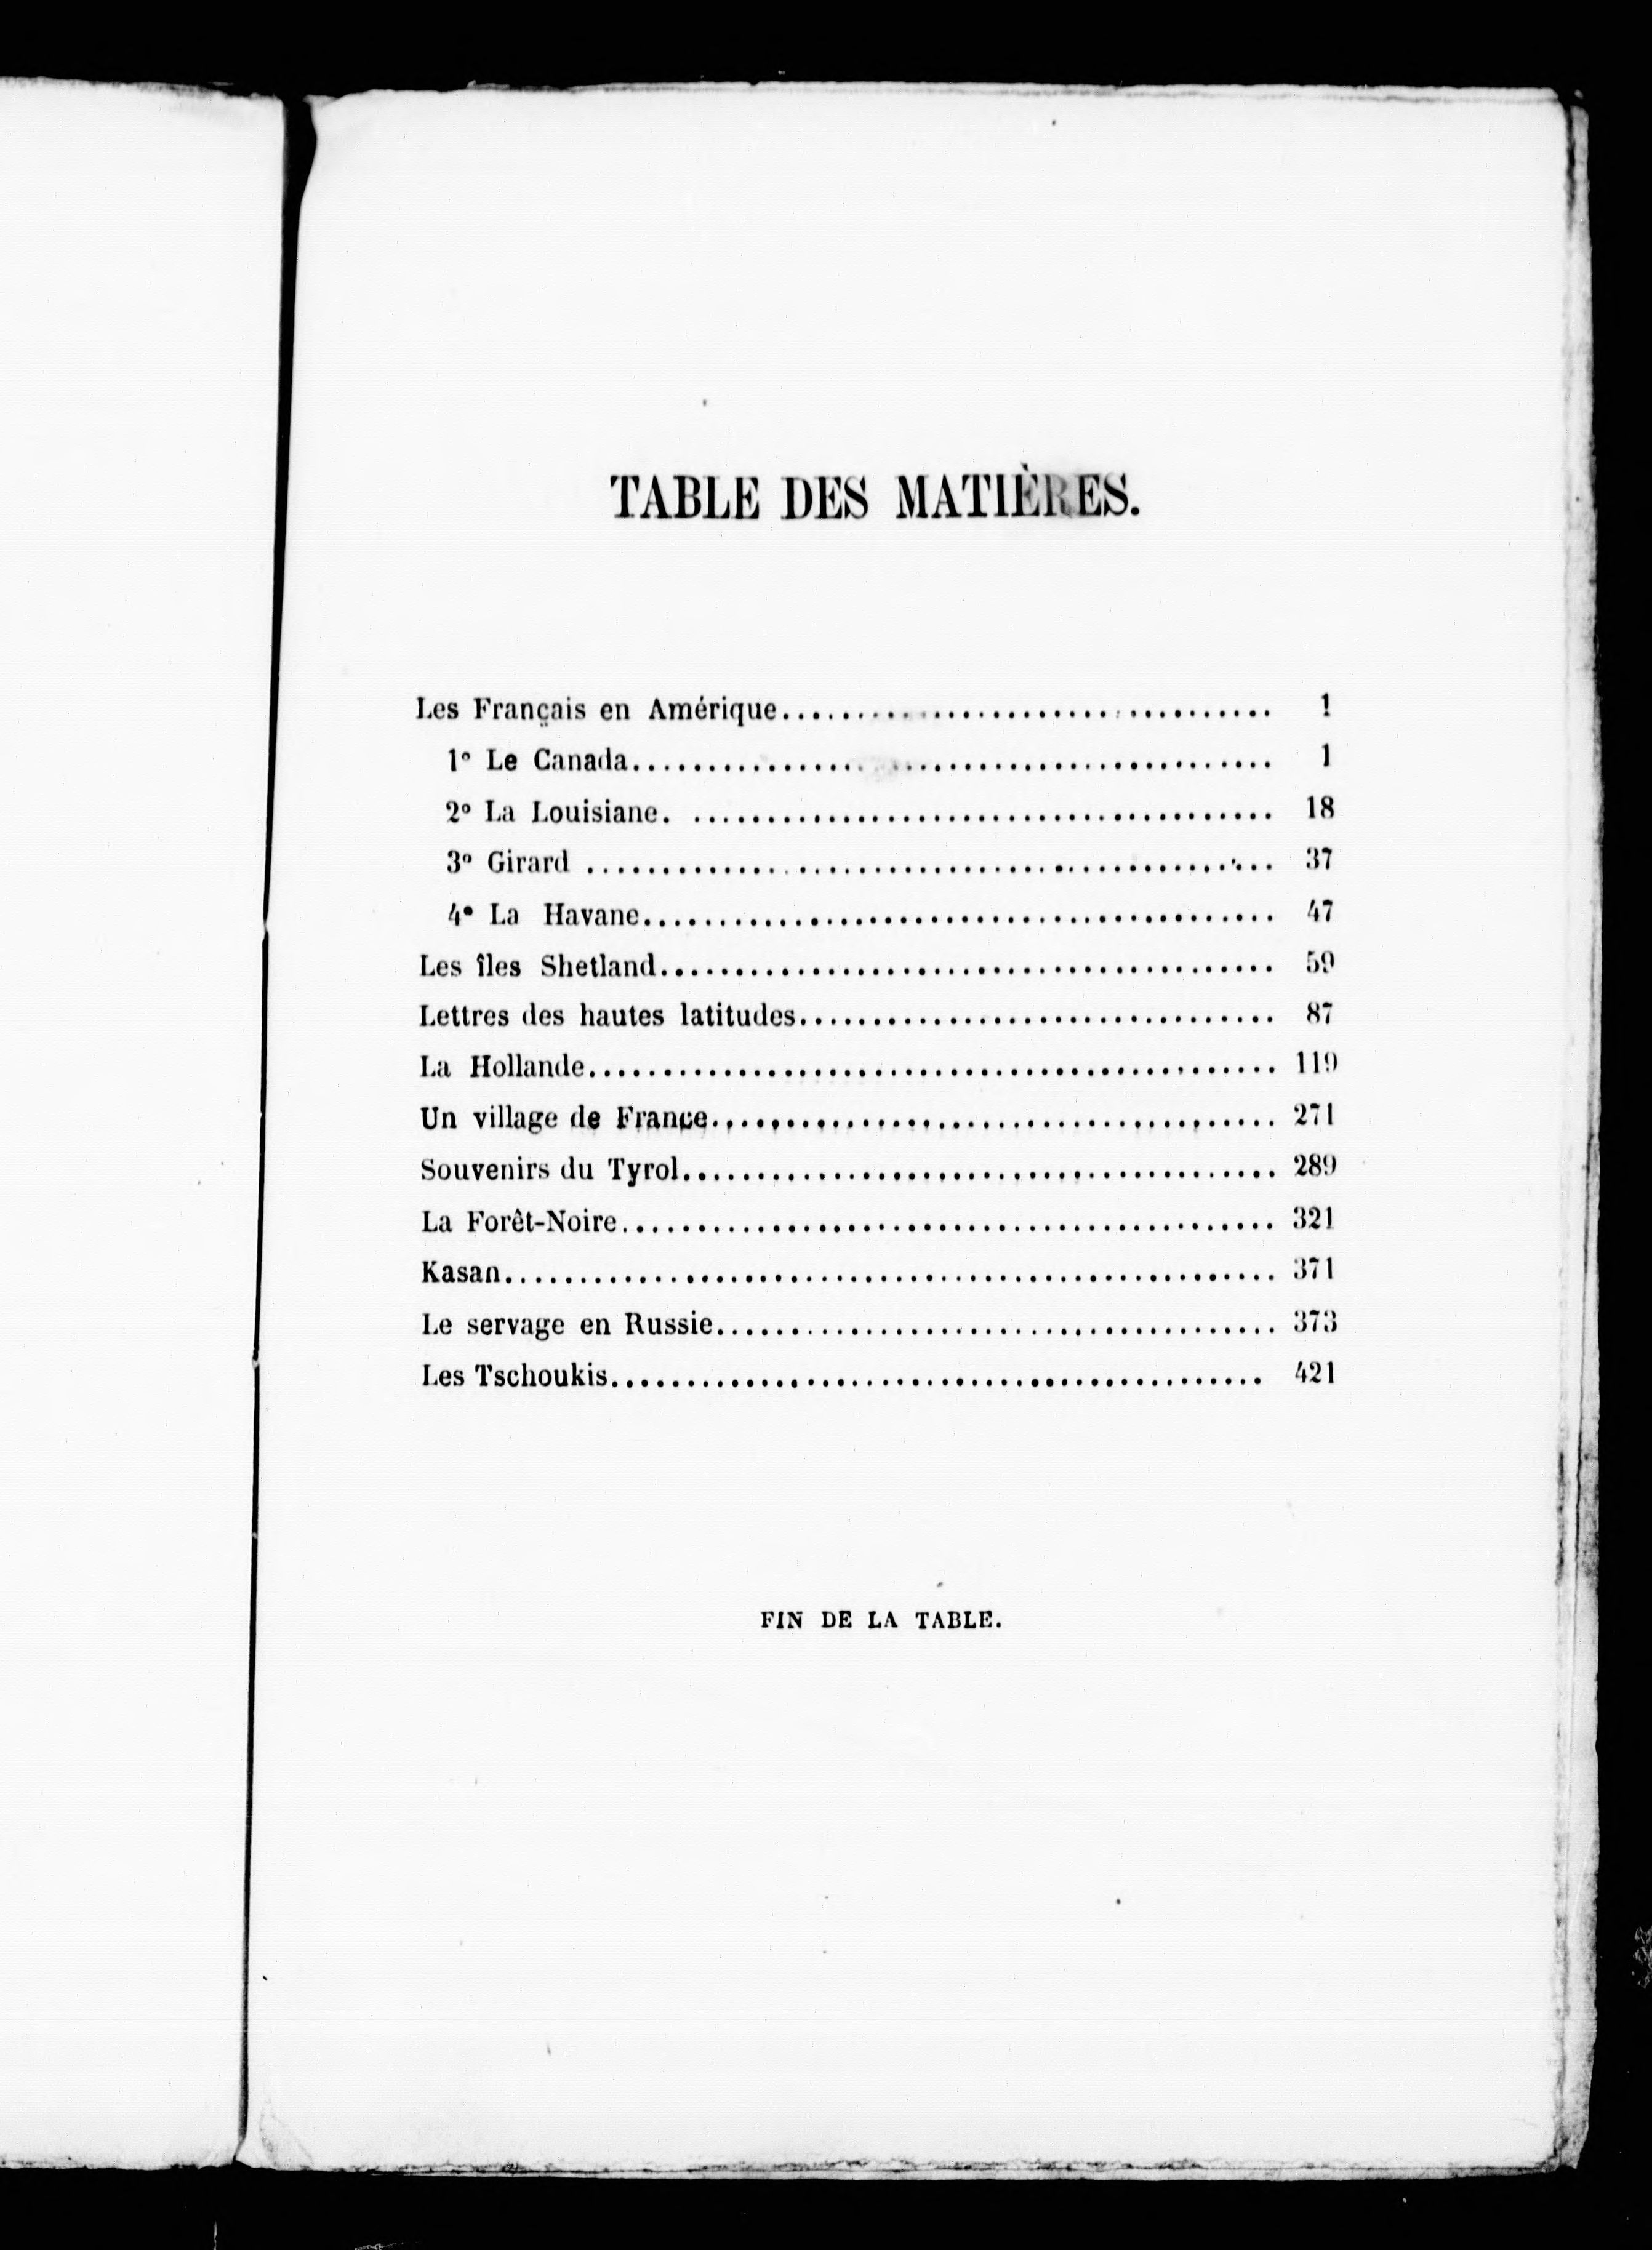 TABLE DES MATIÈRES.
Les Français en Amérique........................................ 1
1° Le Canada........................................ 1
2° La Louisiane. ........................................ 18
3° Girard ........................................ 37
4° La Havane........................................ 47
Les îles Shetland........................................ 59
Lettres des hautes latitudes........................................ 87
La Hollande........................................ 119
Un village de France........................................ 271
Souvenirs du Tyrol........................................ 289
La Forêt-Noire........................................ 321
Kasan........................................ 371
Le servage en Russie........................................ 373
Les Tschoukis........................................ 421
FIN DE LA TABLE.